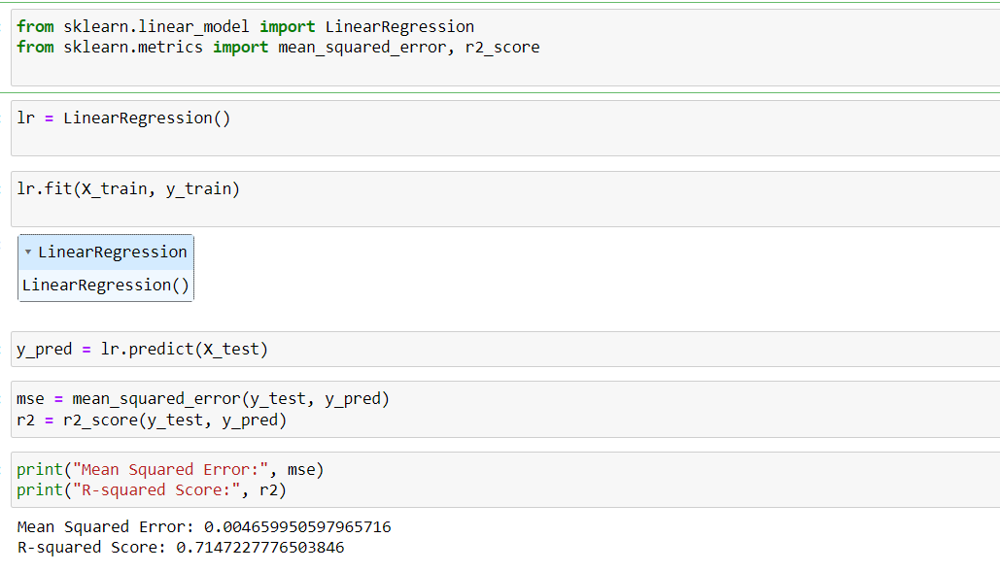 from sklearn.linear_model import LinearRegression
from sklearn.metrics import mean_squared_error, r2_score
lr = LinearRegression()
lr.fit(X_train, y_train)
▾ LinearRegression
LinearRegression()
y_pred = lr.predict(X_test)
mse = mean_squared_error(y_test, y_pred)
r2 = r2_score(y_test, y_pred)
print("Mean Squared Error:", mse)
print("R-squared Score:", r2)
Mean Squared Error: 0.004659950597965716
R-squared Score: 0.7147227776503846